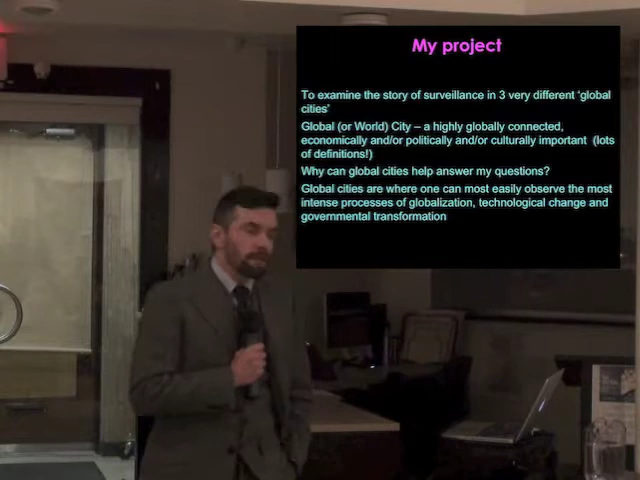 My project
To examine the story of surveillance in 3 very different ‘global
cities’
Global (or World) City – a highly globally connected,
economically and/or politically and/or culturally important  (lots
of definitions!)
Why can global cities help answer my questions?
Global cities are where one can most easily observe the most
intense processes of globalization, technological change and
governmental transformation